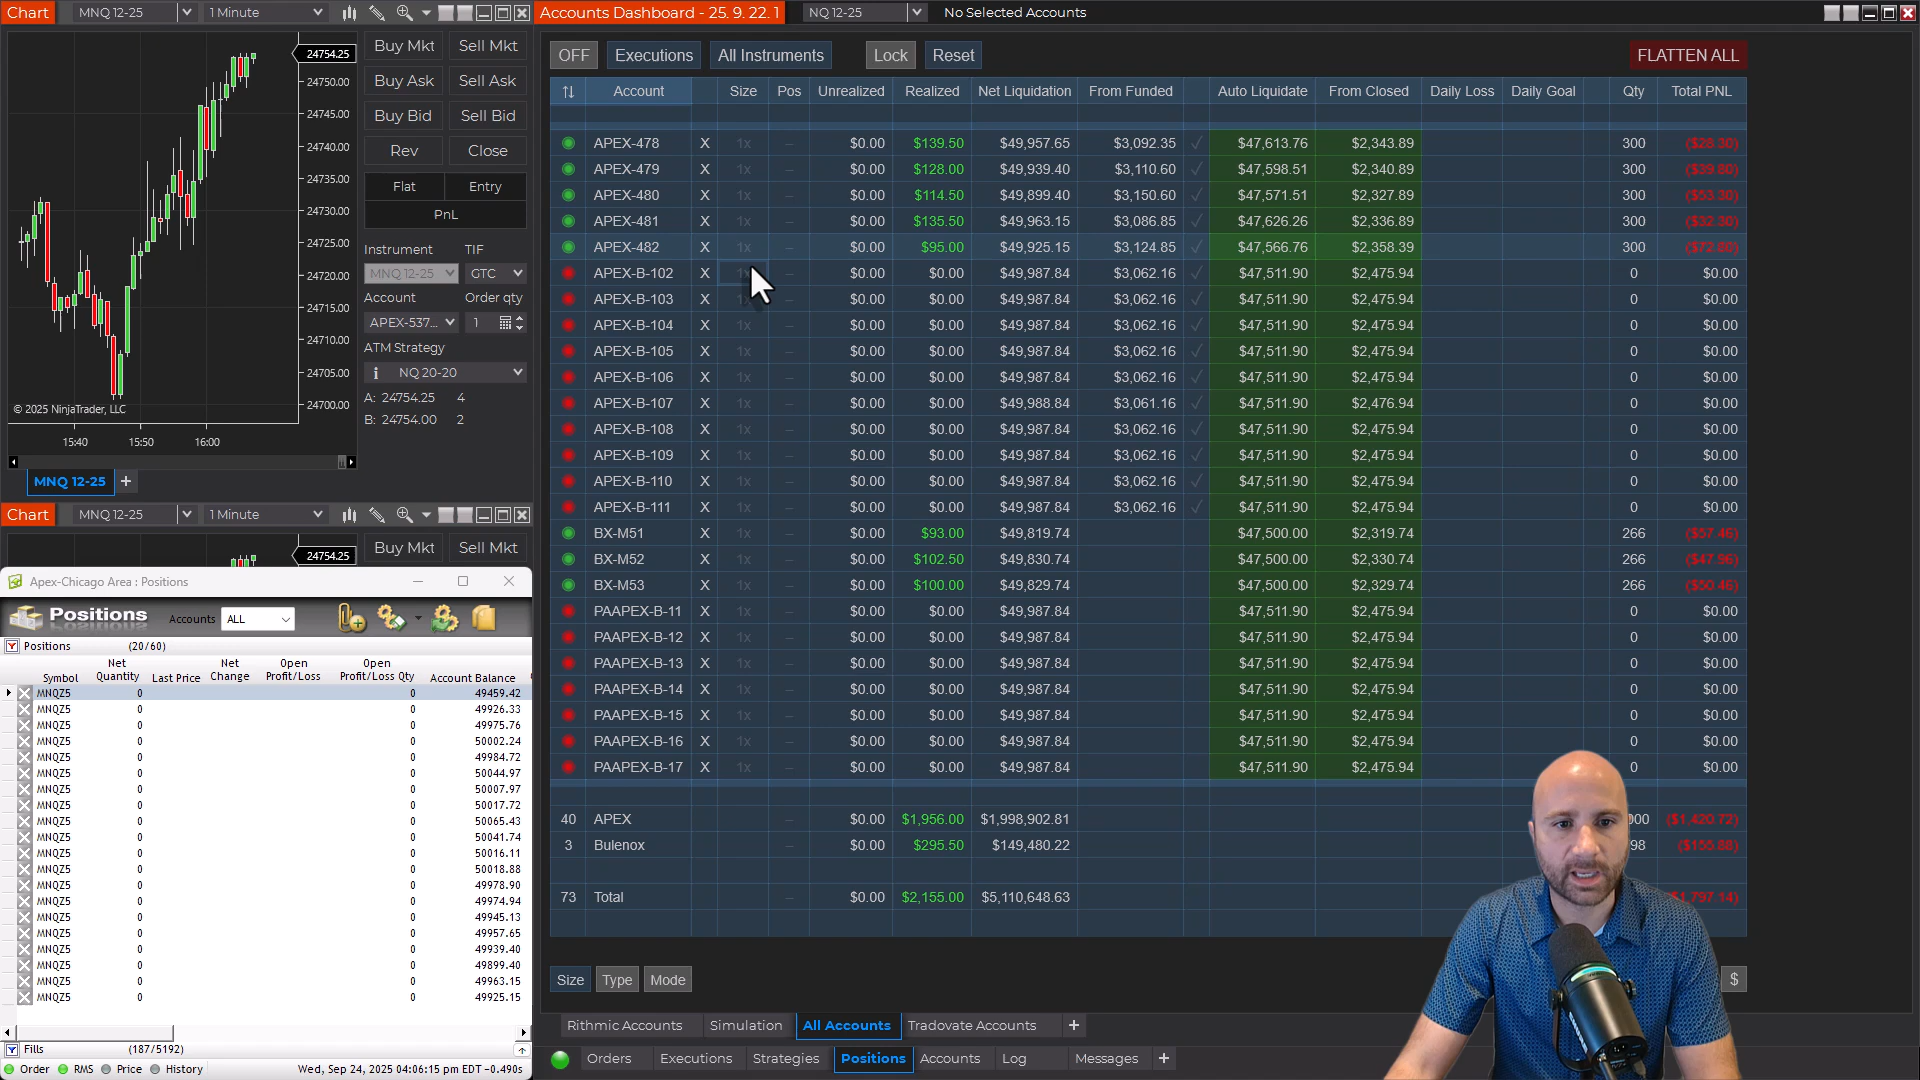 Chart MNQ 12-25 1 Minute
24754.25
24750.00
24745.00
24740.00
24735.00
24730.00
24725.00
24720.00
24715.00
24710.00
24705.00
24700.00
© 2025 NinjaTrader, LLC
15:40 15:50 16:00
MNQ 12-25 +
Buy Mkt Sell Mkt
Buy Ask Sell Ask
Buy Bid Sell Bid
Rev Close
Flat Entry
PnL
Instrument TIF
MNQ 12-25 GTC
Account Order qty
APEX-537... 1
ATM Strategy
NQ 20-20
A: 24754.25 4
B: 24754.00 2
Chart MNQ 12-25 1 Minute
24754.25
Buy Mkt Sell Mkt
Apex-Chicago Area : Positions
Positions Accounts ALL
Positions (20/60)
Symbol Net Quantity Last Price Net Change Open Profit/Loss Open Profit/Loss Qty Account Balance
MNQZ5 0 0 49459.42
MNQZ5 0 0 49926.33
MNQZ5 0 0 49975.76
MNQZ5 0 0 50002.24
MNQZ5 0 0 49984.72
MNQZ5 0 0 50044.97
MNQZ5 0 0 50007.97
MNQZ5 0 0 50017.72
MNQZ5 0 0 50065.43
MNQZ5 0 0 50041.74
MNQZ5 0 0 50016.11
MNQZ5 0 0 50018.88
MNQZ5 0 0 49978.90
MNQZ5 0 0 49974.94
MNQZ5 0 0 49945.13
MNQZ5 0 0 49957.65
MNQZ5 0 0 49939.40
MNQZ5 0 0 49899.40
MNQZ5 0 0 49963.15
MNQZ5 0 0 49925.15
Fills (187/5192)
Order RMS Price History Wed, Sep 24, 2025 04:06:15 pm EDT -0.490s
Accounts Dashboard - 25. 9. 22. 1 NQ 12-25 No Selected Accounts
OFF Executions All Instruments Lock Reset FLATTEN ALL
Account Size Pos Unrealized Realized Net Liquidation From Funded Auto Liquidate From Closed Daily Loss Daily Goal Qty Total PNL
APEX-478 X 1x – $0.00 $139.50 $49,957.65 $3,092.35 ✓ $47,613.76 $2,343.89 300 ($28.30)
APEX-479 X 1x – $0.00 $128.00 $49,939.40 $3,110.60 ✓ $47,598.51 $2,340.89 300 ($39.80)
APEX-480 X 1x – $0.00 $114.50 $49,899.40 $3,150.60 ✓ $47,571.51 $2,327.89 300 ($53.30)
APEX-481 X 1x – $0.00 $135.50 $49,963.15 $3,086.85 ✓ $47,626.26 $2,336.89 300 ($32.30)
APEX-482 X 1x – $0.00 $95.00 $49,925.15 $3,124.85 ✓ $47,566.76 $2,358.39 300 ($72.80)
APEX-B-102 X – $0.00 $0.00 $49,987.84 $3,062.16 ✓ $47,511.90 $2,475.94 0 $0.00
APEX-B-103 X – $0.00 $0.00 $49,987.84 $3,062.16 ✓ $47,511.90 $2,475.94 0 $0.00
APEX-B-104 X 1x – $0.00 $0.00 $49,987.84 $3,062.16 ✓ $47,511.90 $2,475.94 0 $0.00
APEX-B-105 X 1x – $0.00 $0.00 $49,987.84 $3,062.16 ✓ $47,511.90 $2,475.94 0 $0.00
APEX-B-106 X 1x – $0.00 $0.00 $49,987.84 $3,062.16 ✓ $47,511.90 $2,475.94 0 $0.00
APEX-B-107 X 1x – $0.00 $0.00 $49,988.84 $3,061.16 ✓ $47,511.90 $2,476.94 0 $0.00
APEX-B-108 X 1x – $0.00 $0.00 $49,987.84 $3,062.16 ✓ $47,511.90 $2,475.94 0 $0.00
APEX-B-109 X 1x – $0.00 $0.00 $49,987.84 $3,062.16 ✓ $47,511.90 $2,475.94 0 $0.00
APEX-B-110 X 1x – $0.00 $0.00 $49,987.84 $3,062.16 ✓ $47,511.90 $2,475.94 0 $0.00
APEX-B-111 X 1x – $0.00 $0.00 $49,987.84 $3,062.16 ✓ $47,511.90 $2,475.94 0 $0.00
BX-M51 X 1x – $0.00 $93.00 $49,819.74 $47,500.00 $2,319.74 266 ($57.46)
BX-M52 X 1x – $0.00 $102.50 $49,830.74 $47,500.00 $2,330.74 266 ($47.96)
BX-M53 X 1x – $0.00 $100.00 $49,829.74 $47,500.00 $2,329.74 266 ($50.46)
PAAPEX-B-11 X 1x – $0.00 $0.00 $49,987.84 $47,511.90 $2,475.94 0 $0.00
PAAPEX-B-12 X 1x – $0.00 $0.00 $49,987.84 $47,511.90 $2,475.94 0 $0.00
PAAPEX-B-13 X 1x – $0.00 $0.00 $49,987.84 $47,511.90 $2,475.94 0 $0.00
PAAPEX-B-14 X 1x – $0.00 $0.00 $49,987.84 $47,511.90 $2,475.94 0 $0.00
PAAPEX-B-15 X 1x – $0.00 $0.00 $49,987.84 $47,511.90 $2,475.94 0 $0.00
PAAPEX-B-16 X 1x – $0.00 $0.00 $49,987.84 $47,511.90 $2,475.94 0 $0.00
PAAPEX-B-17 X 1x – $0.00 $0.00 $49,987.84 $47,511.90 $2,475.94 0 $0.00
40 APEX – $0.00 $1,956.00 $1,998,902.81 ($1,420.72)
3 Bulenox – $0.00 $295.50 $149,480.22 98 ($155.88)
73 Total – $0.00 $2,155.00 $5,110,648.63
Size Type Mode $
Rithmic Accounts Simulation All Accounts Tradovate Accounts +
Orders Executions Strategies Positions Accounts Log Messages +